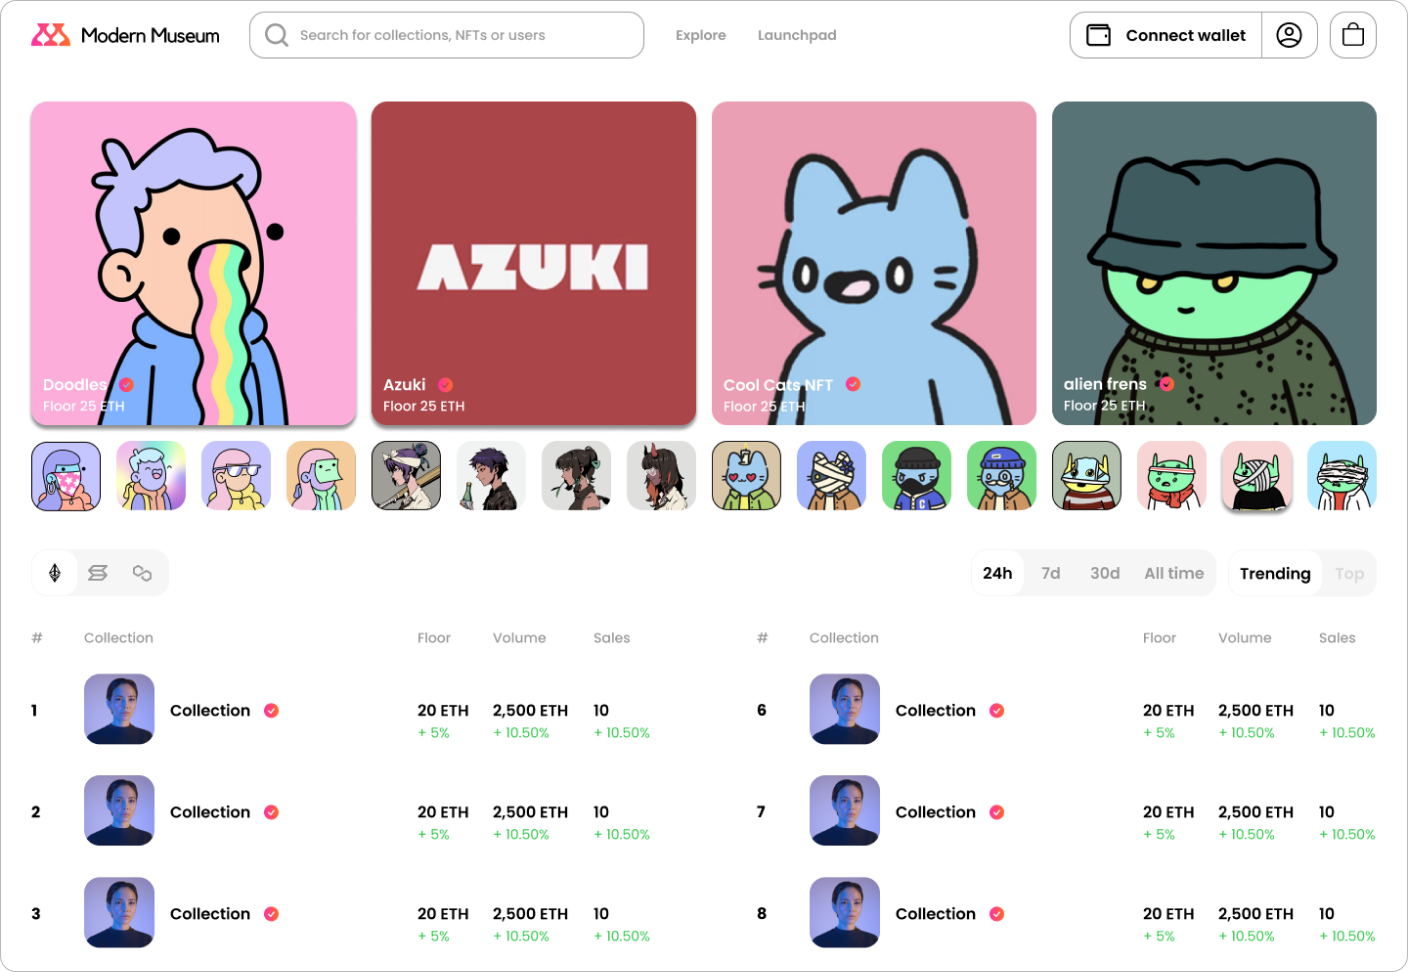 Modern Museum
Search for collections, NFTs or users
Explore
Launchpad
Connect wallet
AZUKI
Doodles
Floor 25 ETH
Azuki
Floor 25 ETH
Cool Cats NFT
Floor 25 ETH
alien frens
Floor 25 ETH
24h 7d 30d All time
Trending Top
# Collection Floor Volume Sales
# Collection Floor Volume Sales
1 Collection 20 ETH 2,500 ETH 10
+ 5% + 10.50% + 10.50%
6 Collection 20 ETH 2,500 ETH 10
+ 5% + 10.50% + 10.50%
2 Collection 20 ETH 2,500 ETH 10
+ 5% + 10.50% + 10.50%
7 Collection 20 ETH 2,500 ETH 10
+ 5% + 10.50% + 10.50%
3 Collection 20 ETH 2,500 ETH 10
+ 5% + 10.50% + 10.50%
8 Collection 20 ETH 2,500 ETH 10
+ 5% + 10.50% + 10.50%